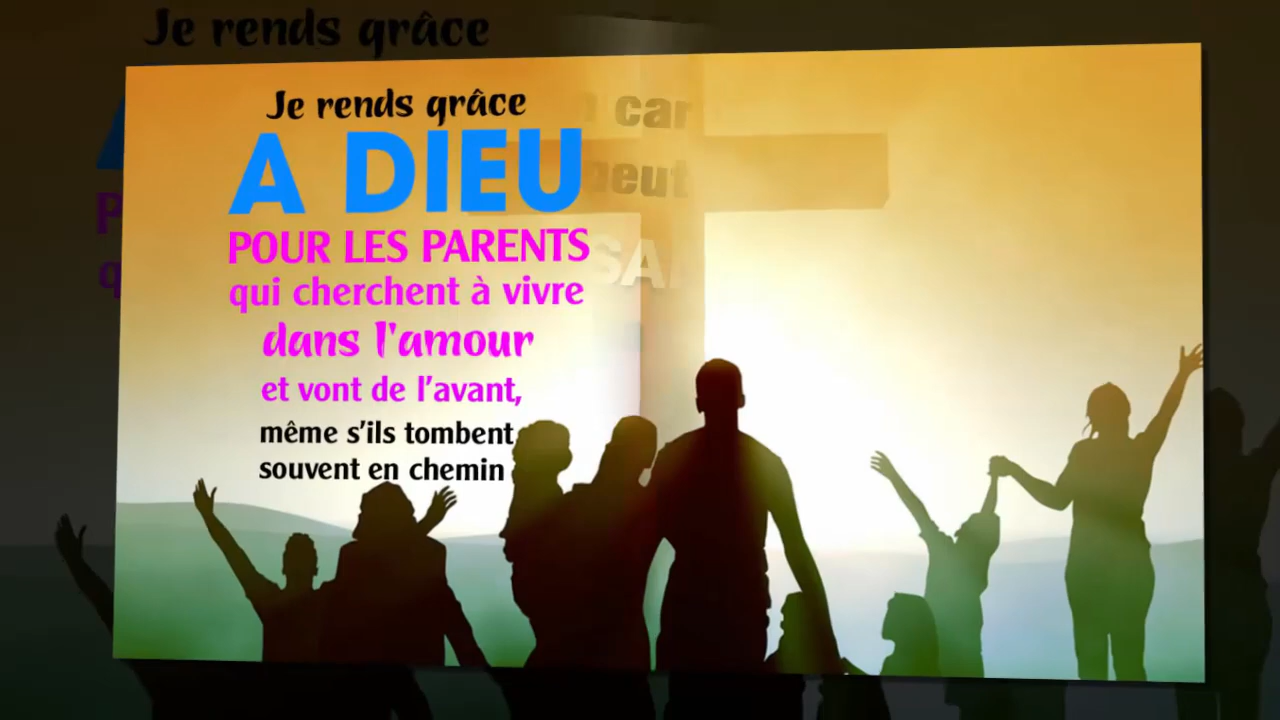 Je rends grâce
Je rends grâce
A DIEU
POUR LES PARENTS
qui cherchent à vivre
dans l'amour
et vont de l'avant,
même s'ils tombent
souvent en chemin